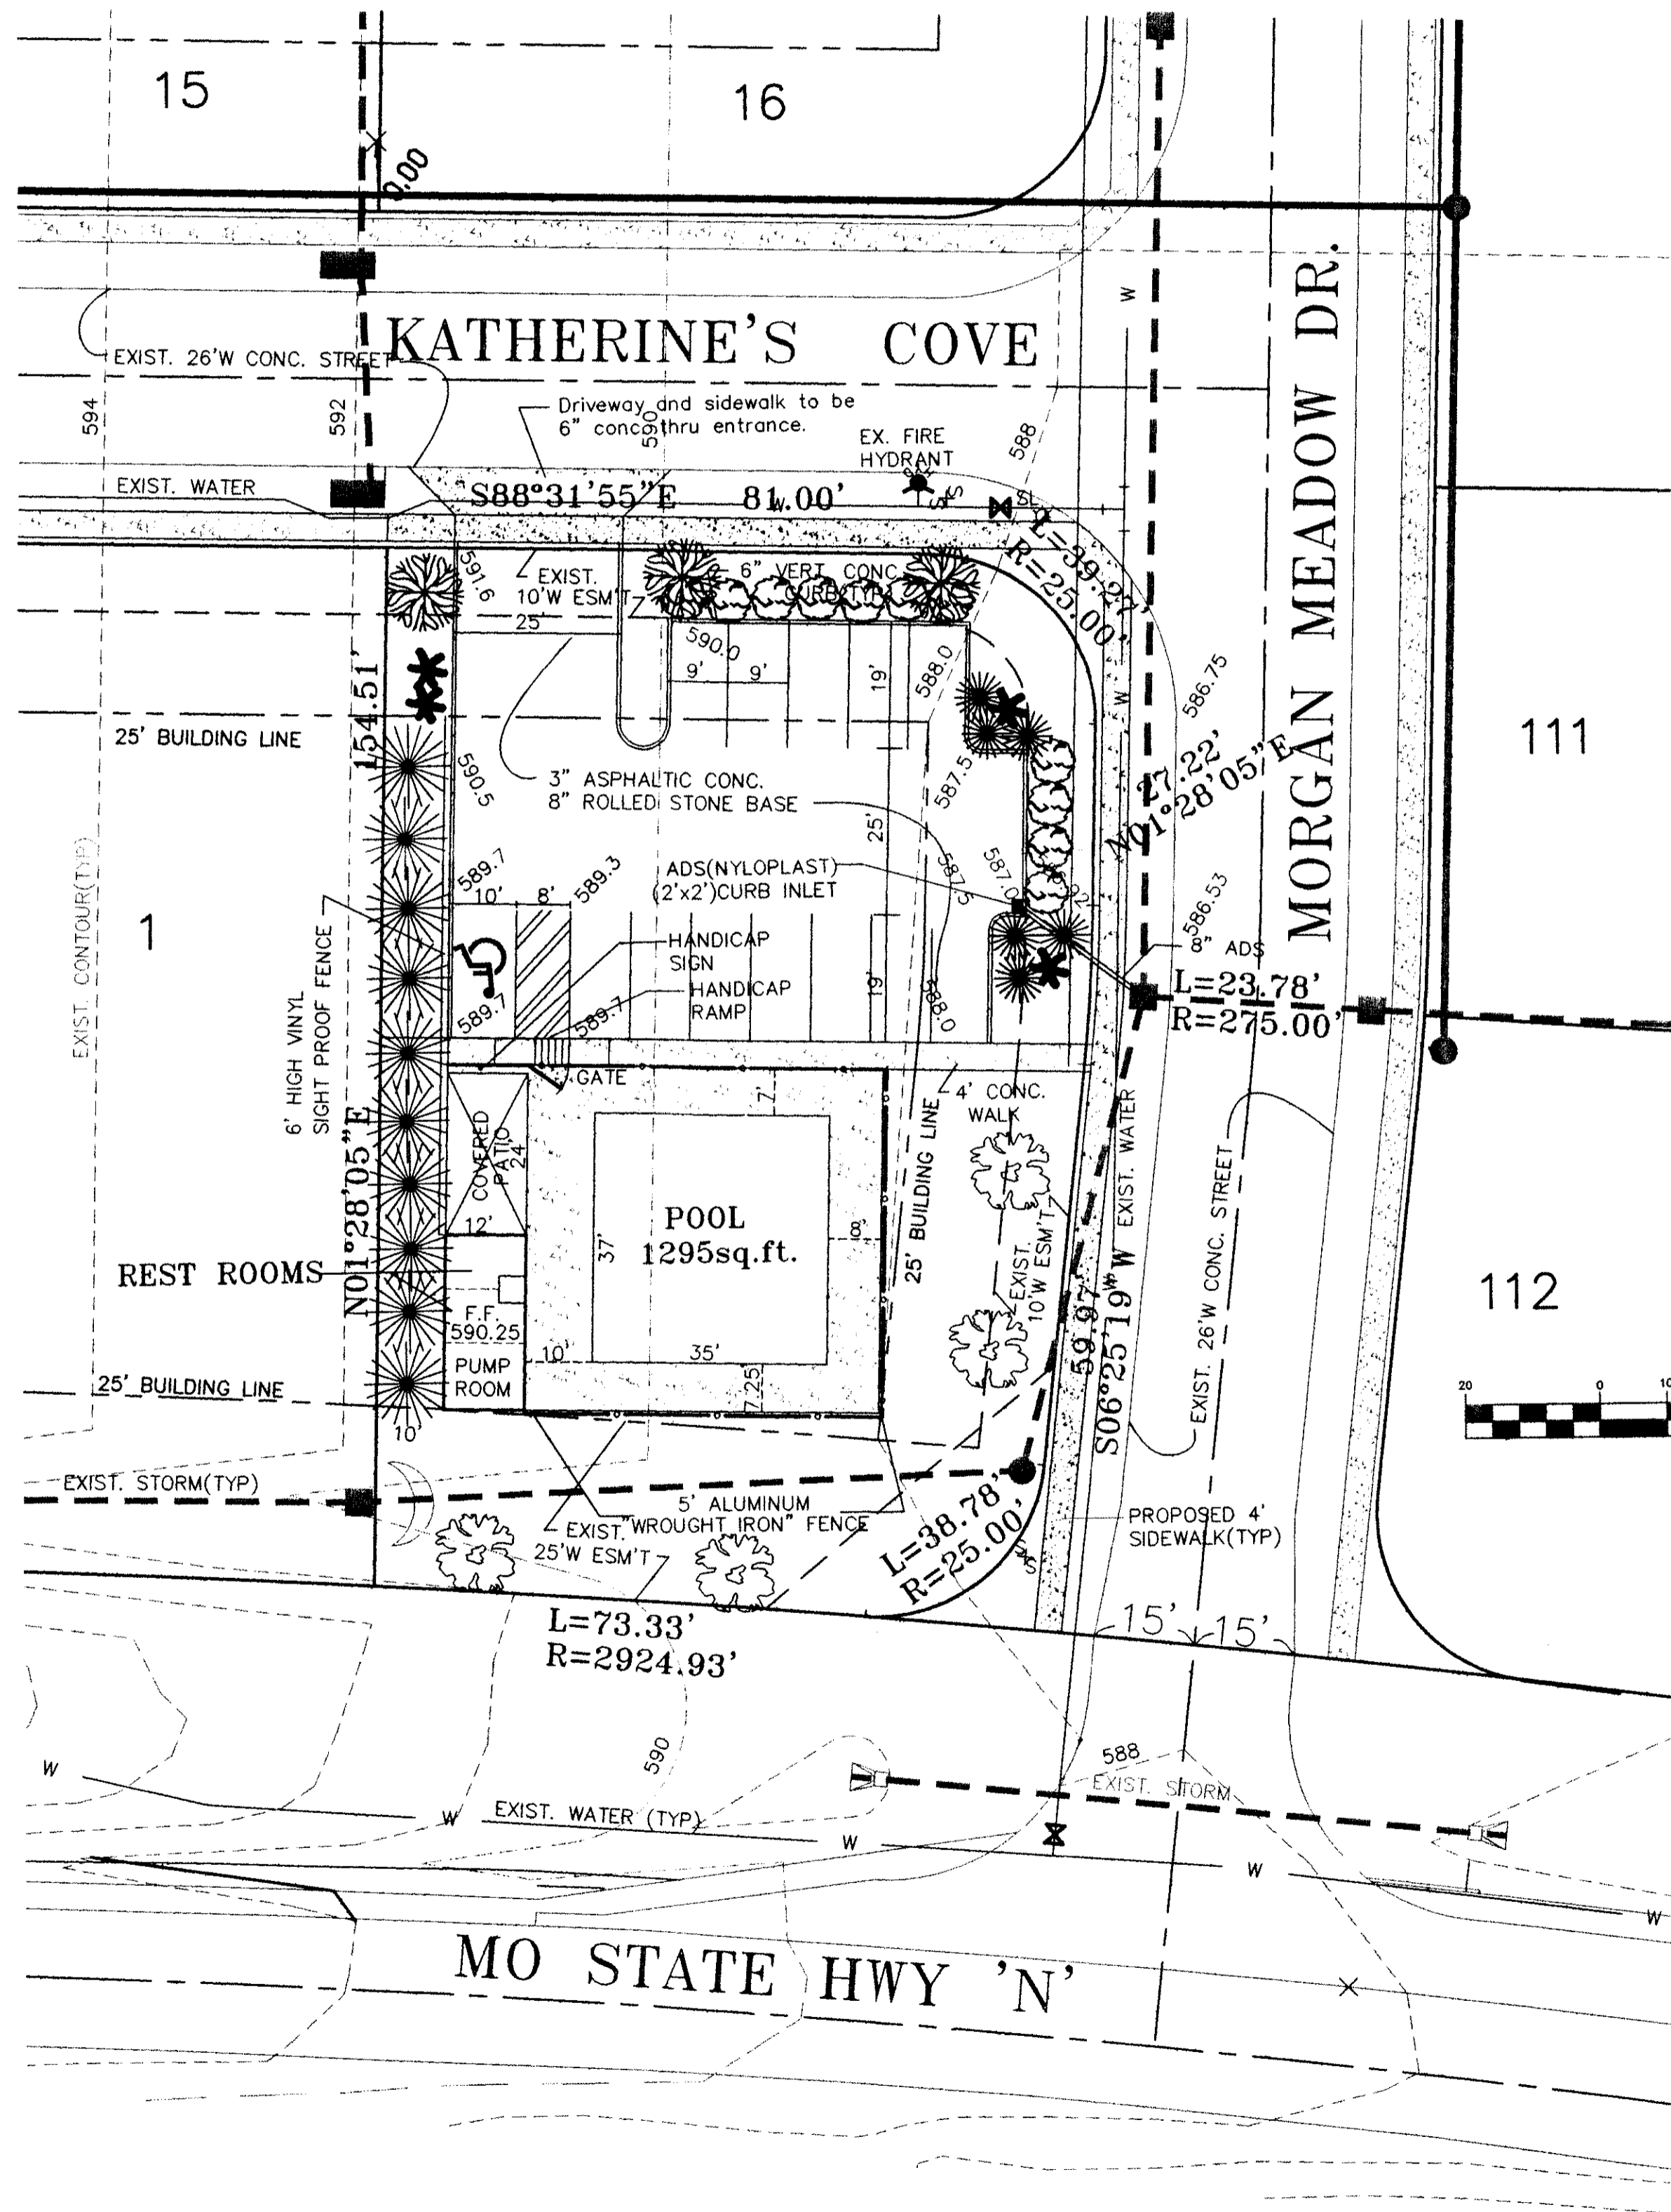 15
16
0.00
KATHERINE'S COVE
EXIST. 26'W CONC. STREET
594
592
590
588
Driveway and sidewalk to be
6" conc. thru entrance.
EX. FIRE
HYDRANT
EXIST. WATER
S88°31'55"E 81.00'
W
SL
L=39.27'
R=25.00'
MORGAN MEADOW DR.
W
W
591.6
EXIST.
10'W ESM'T
25'
6" VERT. CONC.
CURB(TYP)
590.0
9'
9'
19'
588.0
586.75
154.51'
25' BUILDING LINE
590.5
3" ASPHALTIC CONC.
8" ROLLED STONE BASE
587.5
27.22'
N01°28'05"E
111
25'
ADS(NYLOPLAST)
(2'x2')CURB INLET
587.5
587.0
586.53
589.7
10'
8'
589.3
EXIST. CONTOUR(TYP)
1
6' HIGH VINYL
SIGHT PROOF FENCE
HANDICAP
SIGN
HANDICAP
RAMP
589.7
589.7
19'
588.0
8" ADS
L=23.78'
R=275.00'
GATE
7'
4' CONC.
WALK
COVERED
PATIO
24'
12'
N01°28'05"E
REST ROOMS
POOL
1295sq.ft.
37'
8'
25' BUILDING LINE
EXIST.
10'W ESM'T
EXIST. WATER
W
59.97'
S06°25'19"W
EXIST. 26'W CONC. STREET
112
F.F.
590.25
PUMP
ROOM
10'
35'
7.25'
25' BUILDING LINE
10'
20
0
10
EXIST. STORM(TYP)
5' ALUMINUM
"WROUGHT IRON" FENCE
EXIST.
25'W ESM'T
L=38.78'
R=25.00'
PROPOSED 4'
SIDEWALK(TYP)
15'
15'
L=73.33'
R=2924.93'
590
588
EXIST. STORM
W
W
EXIST. WATER (TYP)
W
W
W
MO STATE HWY 'N'